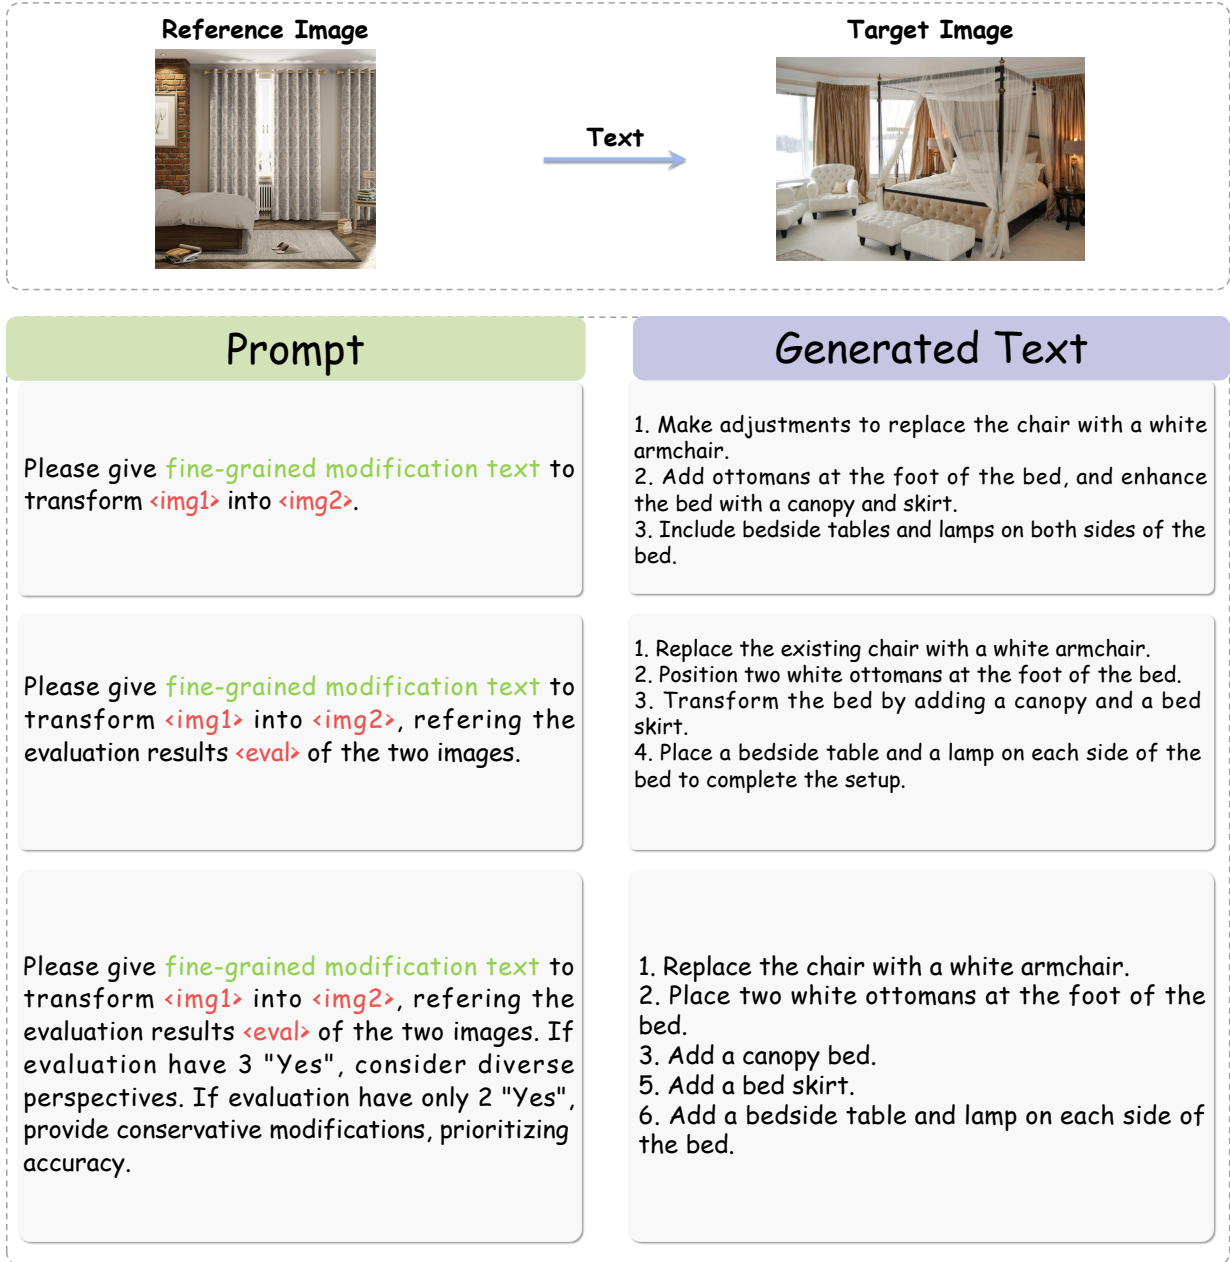 Reference Image
Target Image
Text
Prompt
Generated Text
Please give fine-grained modification text to
transform <img1> into <img2>.
1. Make adjustments to replace the chair with a white
armchair.
2. Add ottomans at the foot of the bed, and enhance
the bed with a canopy and skirt.
3. Include bedside tables and lamps on both sides of the
bed.
Please give fine-grained modification text to
transform <img1> into <img2>, refering the
evaluation results <eval> of the two images.
1. Replace the existing chair with a white armchair.
2. Position two white ottomans at the foot of the bed.
3. Transform the bed by adding a canopy and a bed
skirt.
4. Place a bedside table and a lamp on each side of the
bed to complete the setup.
Please give fine-grained modification text to
transform <img1> into <img2>, refering the
evaluation results <eval> of the two images. If
evaluation have 3 "Yes", consider diverse
perspectives. If evaluation have only 2 "Yes",
provide conservative modifications, prioritizing
accuracy.
1. Replace the chair with a white armchair.
2. Place two white ottomans at the foot of the
bed.
3. Add a canopy bed.
5. Add a bed skirt.
6. Add a bedside table and lamp on each side of
the bed.